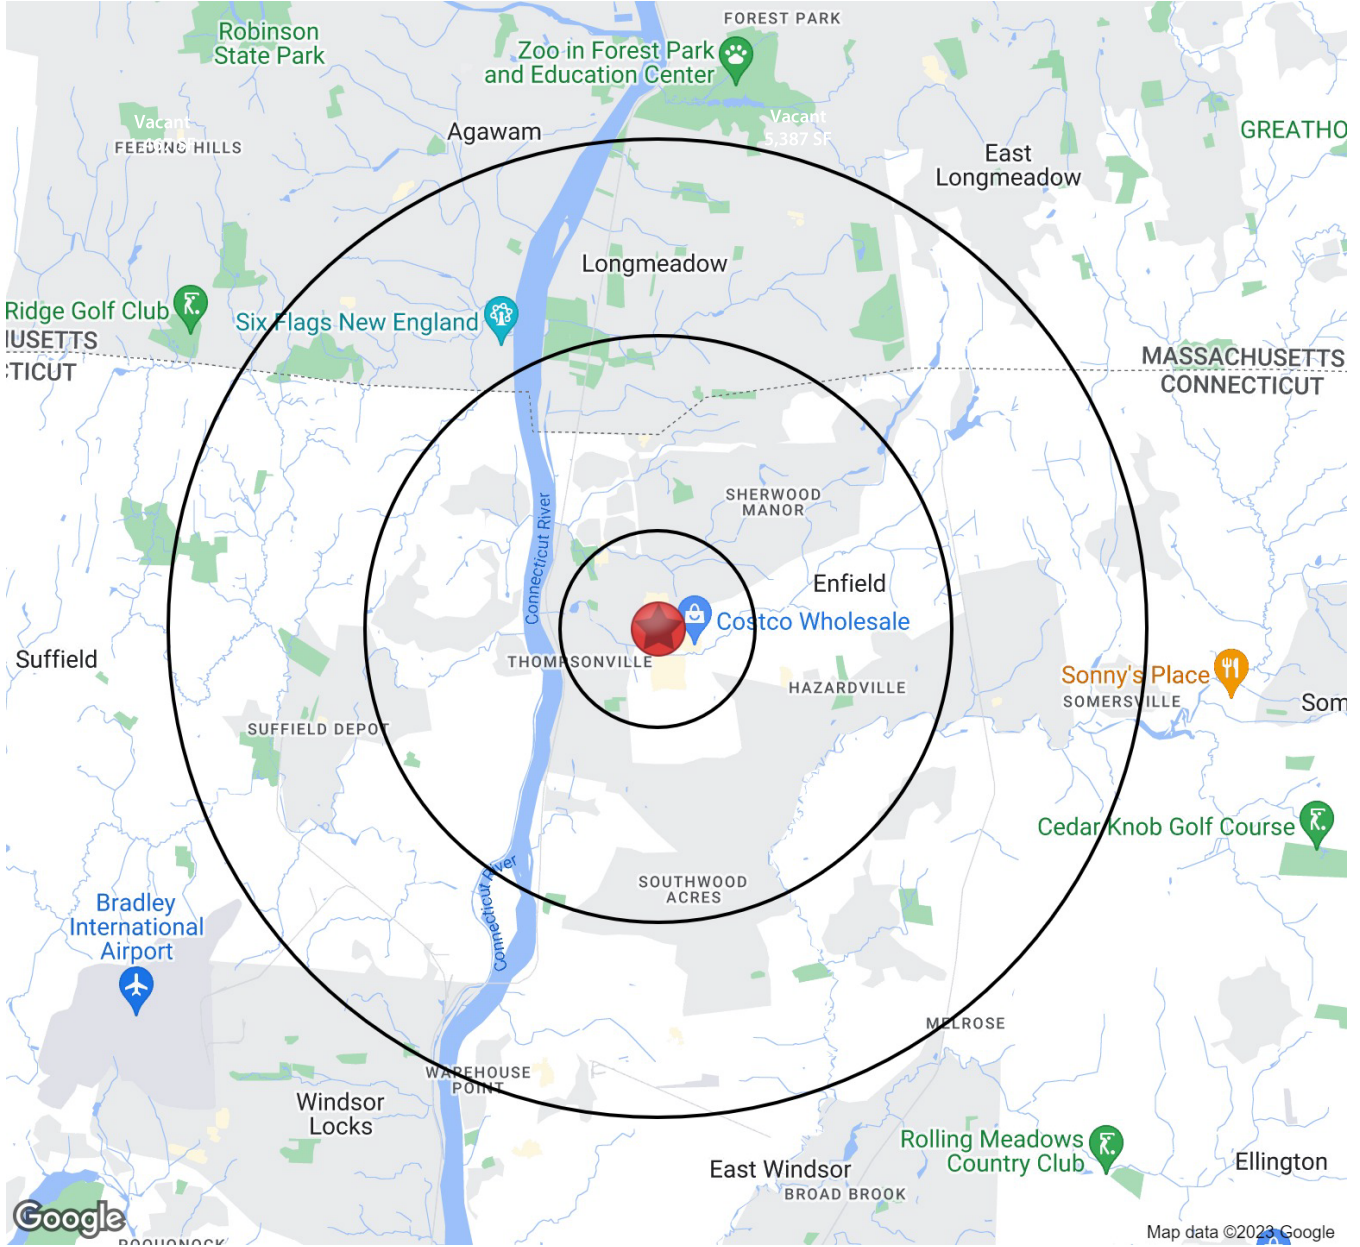 FOREST PARK
Robinson
State Park
Zoo in Forest Park
and Education Center
Vacant
FEEDING HILLS
Agawam
Vacant
5,387 SF
GREATHO
East
Longmeadow
Longmeadow
Ridge Golf Club
Six Flags New England
USETTS
TICUT
MASSACHUSETTS
CONNECTICUT
SHERWOOD
MANOR
Connecticut River
Enfield
Costco Wholesale
Suffield
THOMPSONVILLE
Sonny's Place
HAZARDVILLE
SOMERSVILLE
Som
SUFFIELD DEPOT
Cedar Knob Golf Course
Connecticut River
SOUTHWOOD
ACRES
Bradley
International
Airport
MELROSE
WAREHOUSE
POINT
Windsor
Locks
Rolling Meadows
Country Club
East Windsor
Ellington
BROAD BROOK
Google
POQUONOCK
Map data ©2023 Google